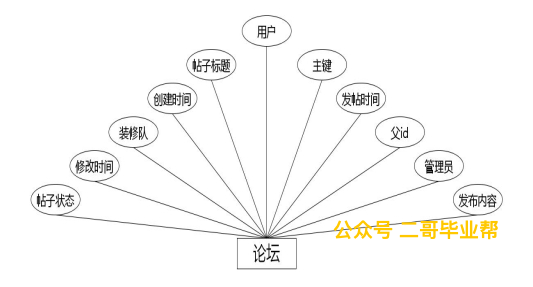 用户
帖子标题
主键
创建时间
发帖时间
装修队
父id
修改时间
管理员
帖子状态
发布内容
公众号 二哥毕业帮
论坛